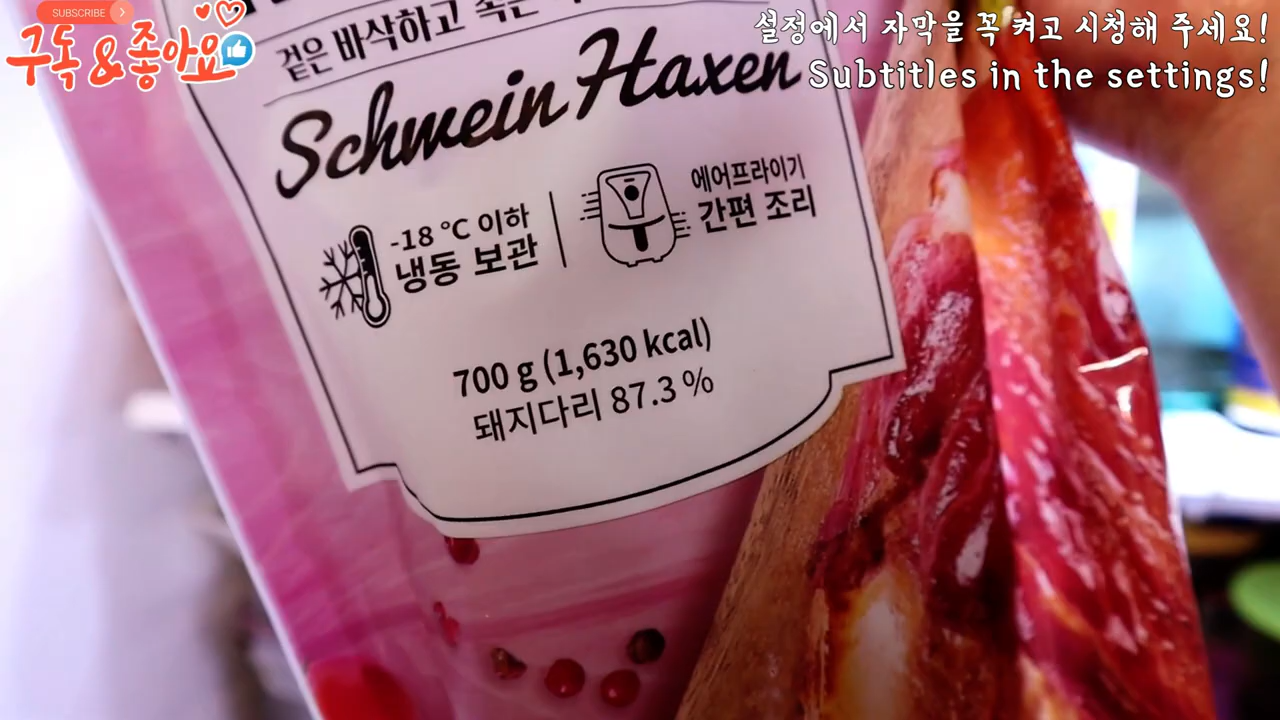 SUBSCRIBE
구독&좋아요
설정에서 자막을 꼭 켜고 시청해 주세요!
Subtitles in the settings!
겉은 바삭하고 속은
Schwein Haxen
-18 °C 이하
냉동 보관
에어프라이기
간편 조리
700 g (1,630 kcal)
돼지다리 87.3 %